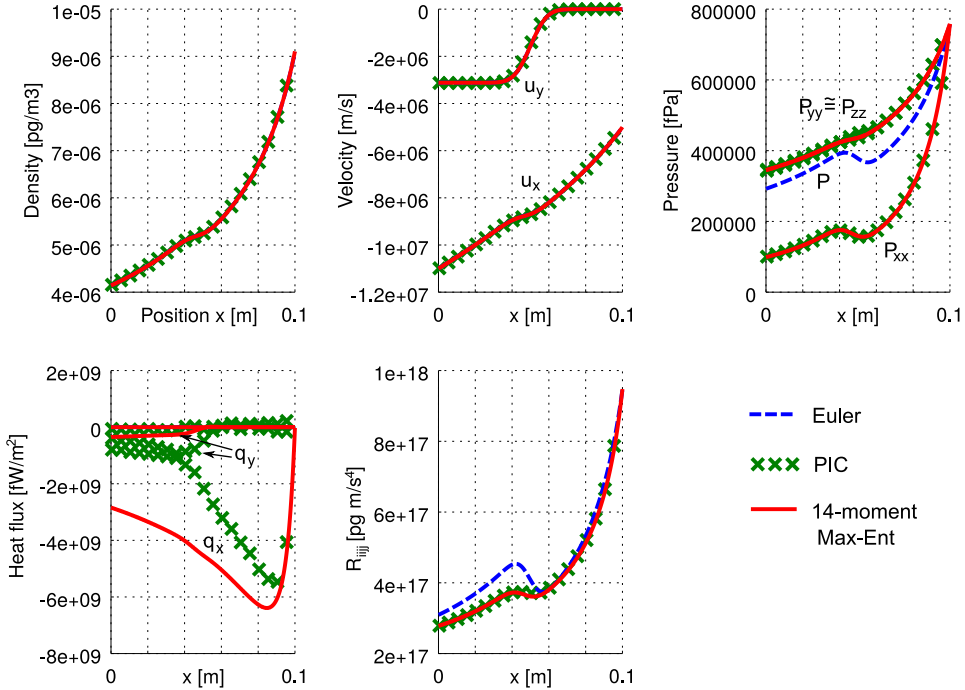 Density [pg/m3]
1e-05
9e-06
8e-06
7e-06
6e-06
5e-06
4e-06
0
Position x [m]
0.1
Velocity [m/s]
0
-2e+06
-4e+06
-6e+06
-8e+06
-1e+07
-1.2e+07
u_y
u_x
0
x [m]
0.1
Pressure [fPa]
800000
600000
400000
200000
0
P_yy ≅ P_zz
P
P_xx
0
x [m]
0.1
Heat flux [fW/m²]
2e+09
0
-2e+09
-4e+09
-6e+09
-8e+09
q_y
q_x
0
x [m]
0.1
R_iijj [pg m/s⁴]
1e+18
8e+17
6e+17
4e+17
2e+17
0
x [m]
0.1
Euler
PIC
14-moment
Max-Ent